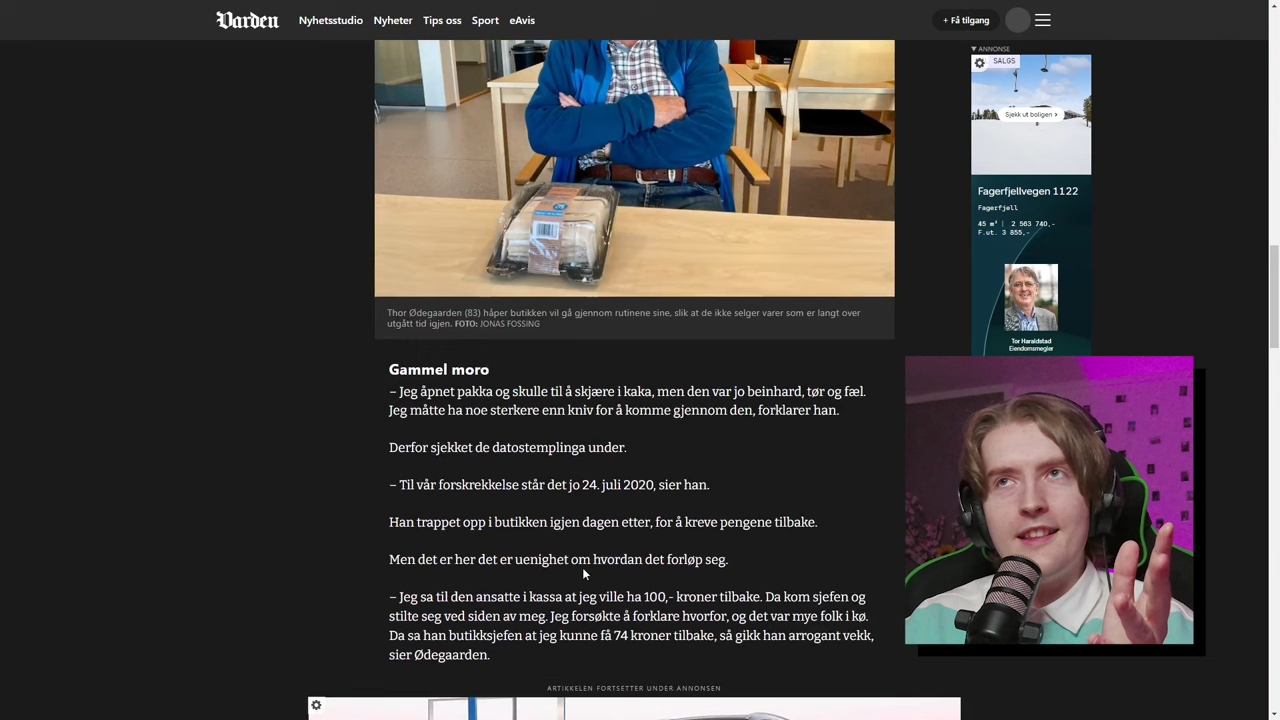 Varden
Nyhetsstudio
Nyheter
Tips oss
Sport
eAvis
+ Få tilgang
▼ ANNONSE
SALGS
Sjekk ut boligen >
Fagerfjellvegen 1122
Fagerfjell
45 m² | 2 563 740,-
F.ut. 3 855,-
Tor Haraldstad
Eiendomsmegler
Thor Ødegaarden (83) håper butikken vil gå gjennom rutinene sine, slik at de ikke selger varer som er langt over
utgått tid igjen. FOTO: JONAS FOSSING
Gammel moro
– Jeg åpnet pakka og skulle til å skjære i kaka, men den var jo beinhard, tør og fæl.
Jeg måtte ha noe sterkere enn kniv for å komme gjennom den, forklarer han.
Derfor sjekket de datostemplinga under.
– Til vår forskrekkelse står det jo 24. juli 2020, sier han.
Han trappet opp i butikken igjen dagen etter, for å kreve pengene tilbake.
Men det er her det er uenighet om hvordan det forløp seg.
– Jeg sa til den ansatte i kassa at jeg ville ha 100,- kroner tilbake. Da kom sjefen og
stilte seg ved siden av meg. Jeg forsøkte å forklare hvorfor, og det var mye folk i kø.
Da sa han butikksjefen at jeg kunne få 74 kroner tilbake, så gikk han arrogant vekk,
sier Ødegaarden.
ARTIKKELEN FORTSETTER UNDER ANNONSEN